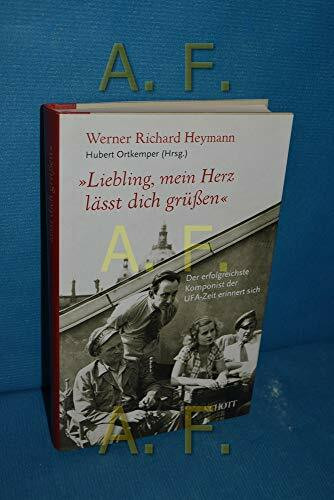 A. F.
Werner Richard Heymann
Hubert Ortkemper (Hrsg.)
»Liebling, mein Herz
lässt dich grüßen«
A. F.
Der erfolgreichste
Komponist der
UFA-Zeit erinnert sich
A. F.
SCHOTT
A. F.